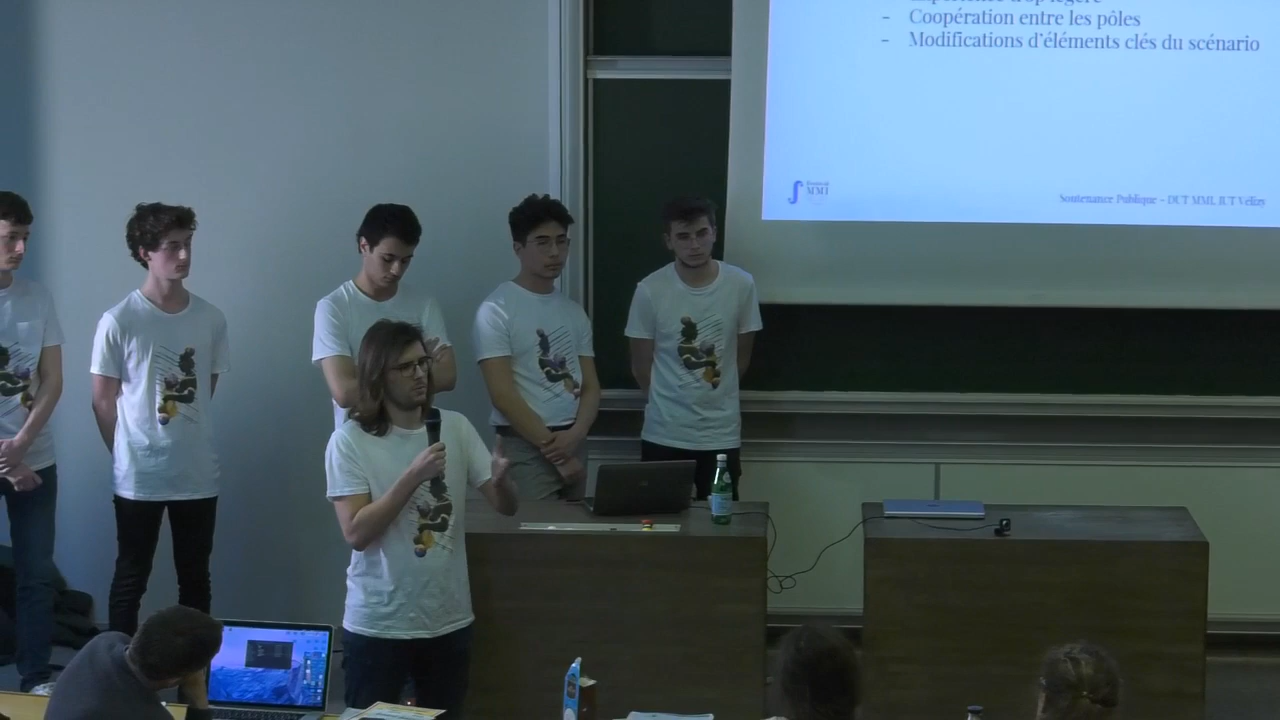 - Coopération entre les pôles
- Modifications d'éléments clés du scénario
MMI
Soutenance Publique - DUT MMI, IUT Vélizy